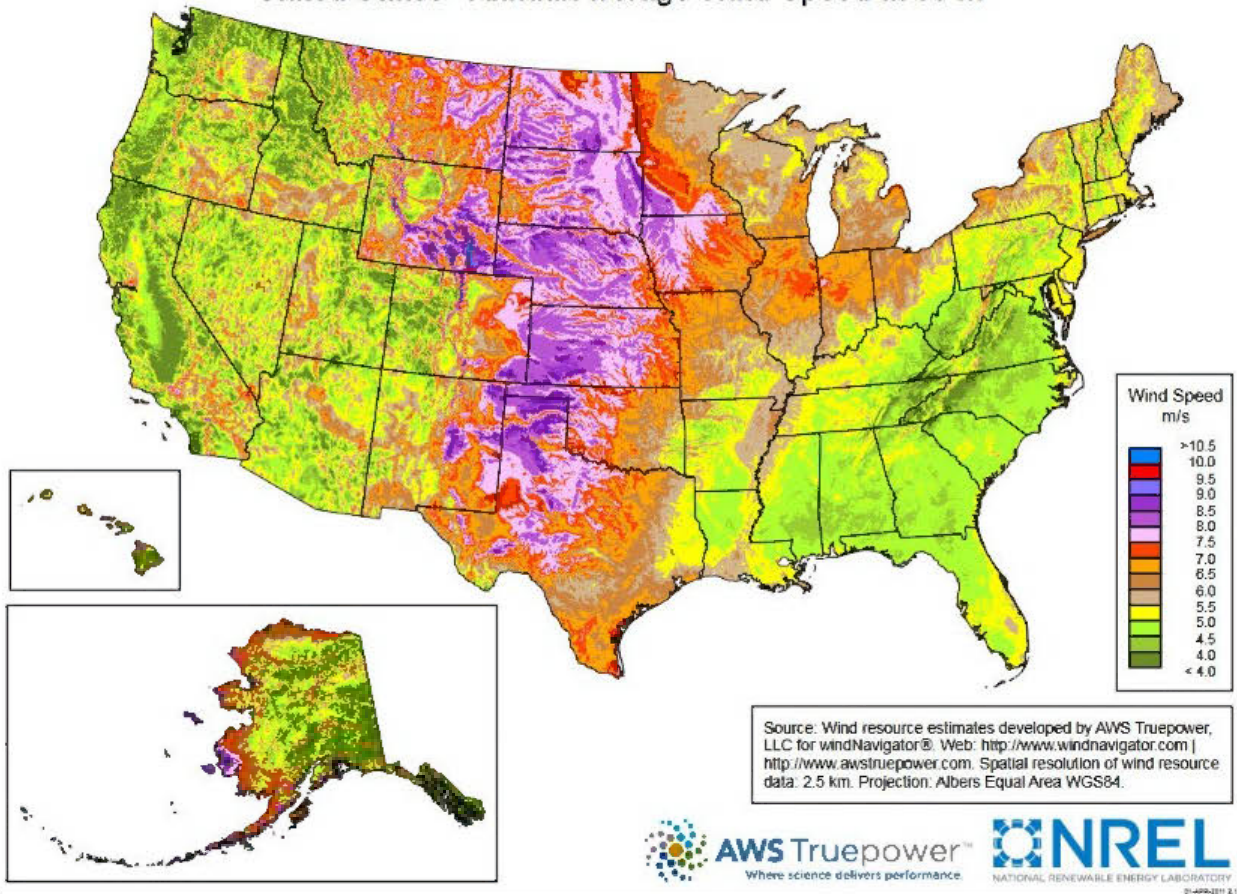 Wind Speed
m/s
>10.5
10.0
9.5
9.0
8.5
8.0
7.5
7.0
6.5
6.0
5.5
5.0
4.5
4.0
< 4.0
Source: Wind resource estimates developed by AWS Truepower,
LLC for windNavigator®. Web: http://www.windnavigator.com |
http://www.awstruepower.com. Spatial resolution of wind resource
data: 2.5 km. Projection: Albers Equal Area WGS84.
AWS Truepower™
Where science delivers performance.
NREL
NATIONAL RENEWABLE ENERGY LABORATORY